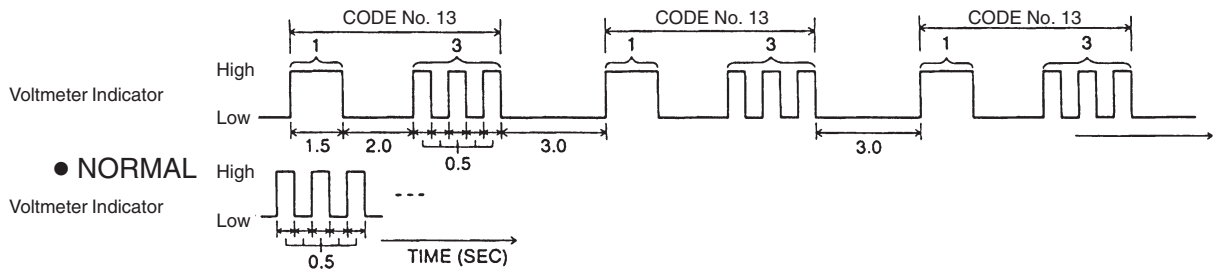 CODE No. 13 CODE No. 13 CODE No. 13
1 3 1 3 1 3
High
Voltmeter Indicator
Low
1.5 2.0 0.5 3.0 3.0
● NORMAL
High
Voltmeter Indicator
Low
0.5
TIME (SEC)